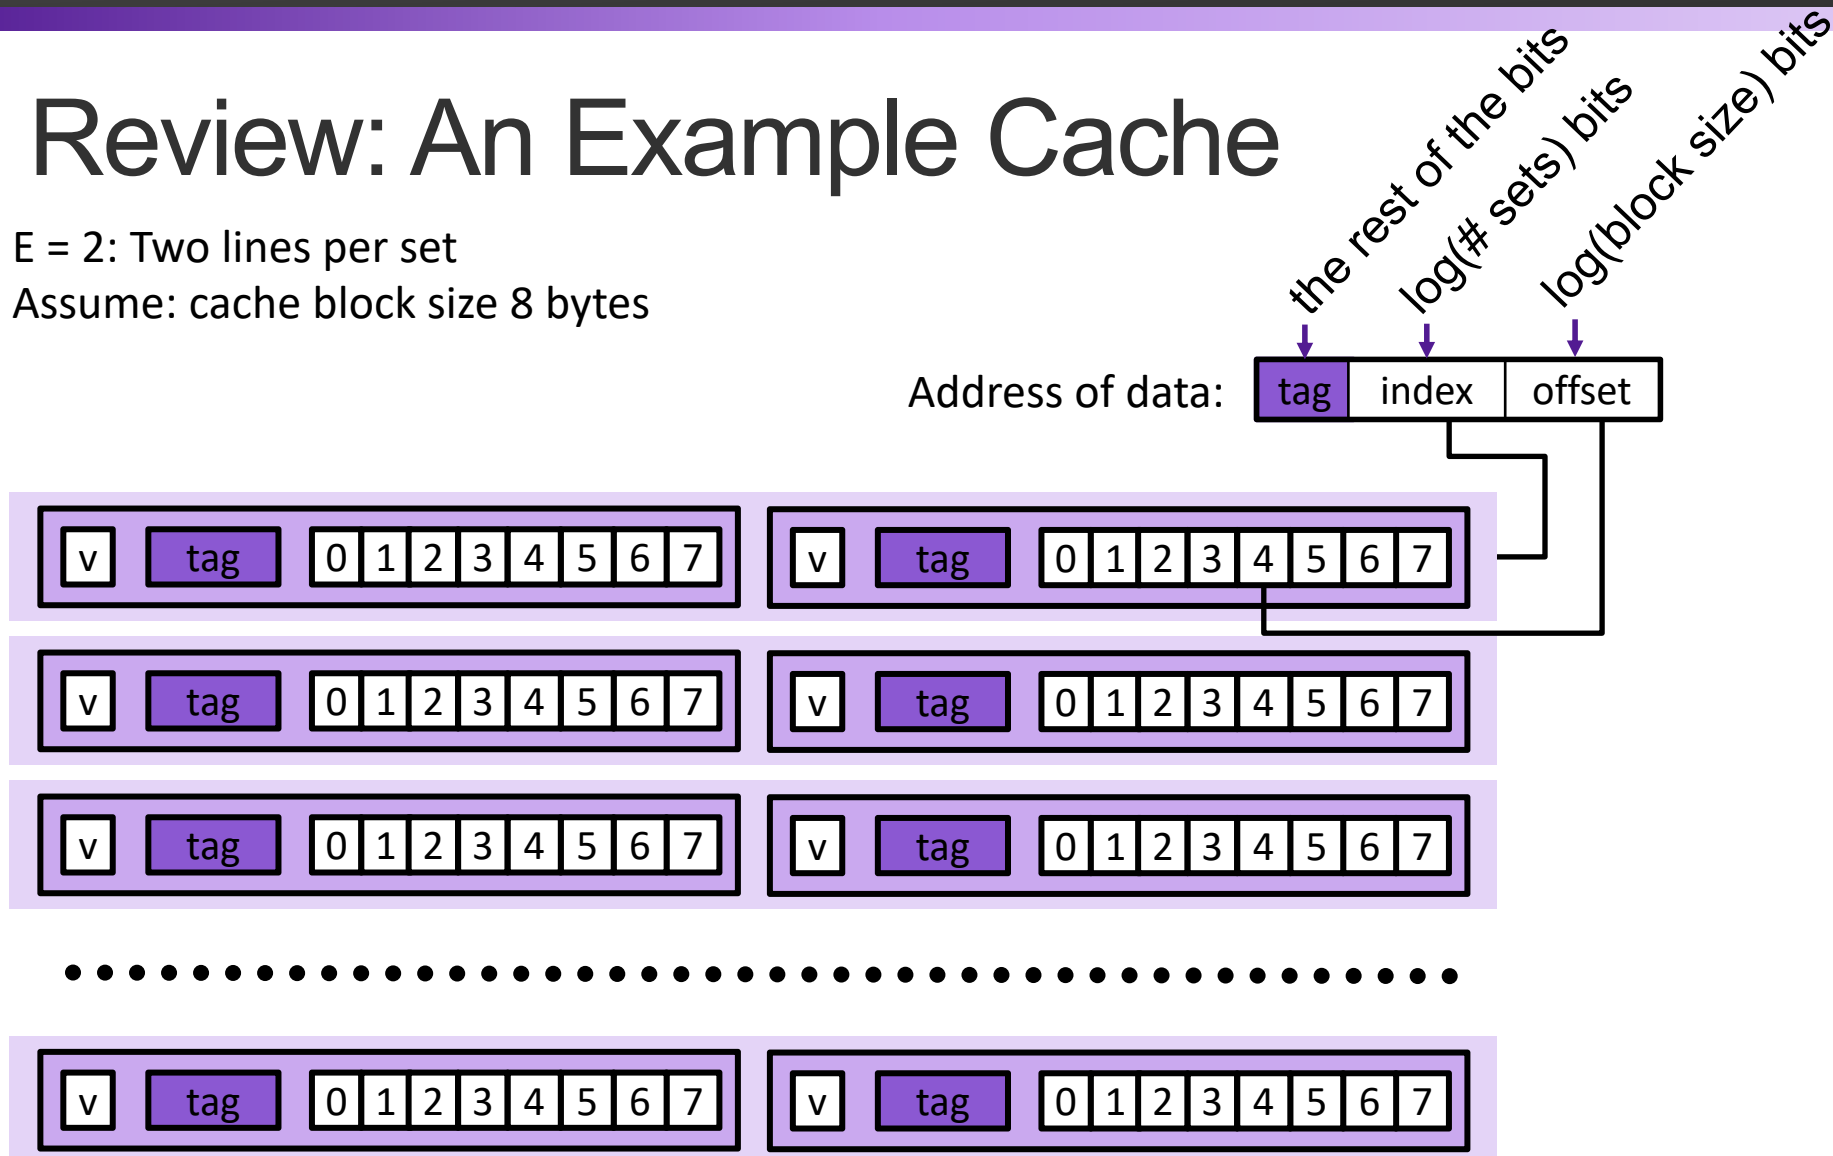 Review: An Example Cache
E = 2: Two lines per set
Assume: cache block size 8 bytes
the rest of the bits
log(# sets) bits
log(block size) bits
Address of data:
tag index offset
v tag 0 1 2 3 4 5 6 7 v tag 0 1 2 3 4 5 6 7
v tag 0 1 2 3 4 5 6 7 v tag 0 1 2 3 4 5 6 7
v tag 0 1 2 3 4 5 6 7 v tag 0 1 2 3 4 5 6 7
v tag 0 1 2 3 4 5 6 7 v tag 0 1 2 3 4 5 6 7